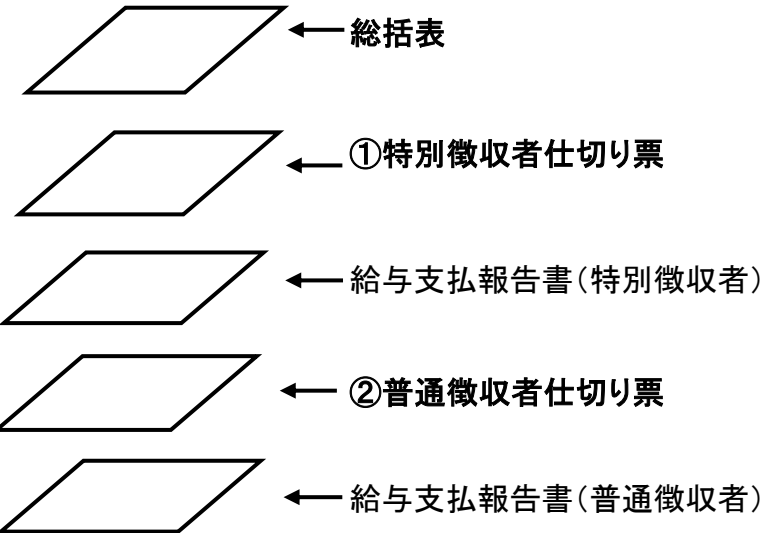 総括表
①特別徴収者仕切り票
給与支払報告書（特別徴収者）
②普通徴収者仕切り票
給与支払報告書（普通徴収者）